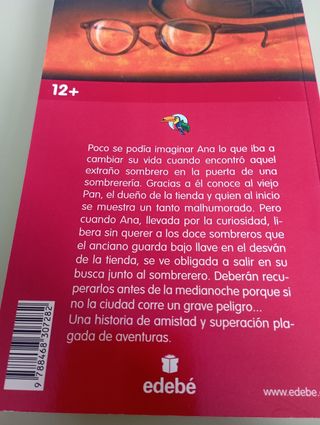 12+
Poco se podía imaginar Ana lo que iba a
cambiar su vida cuando encontró aquel
extraño sombrero en la puerta de una
sombrerería. Gracias a él conoce al viejo
Pan, el dueño de la tienda y quien al inicio
se muestra un tanto malhumorado. Pero
cuando Ana, llevada por la curiosidad, li-
bera sin querer a los doce sombreros que
el anciano guarda bajo llave en el desván
de la tienda, se ve obligada a salir en su
busca junto al sombrerero. Deberán recu-
perarlos antes de la medianoche porque si
no la ciudad corre un grave peligro...
Una historia de amistad y superación pla-
gada de aventuras.
9 788468 307282
edebé
www.edebe.